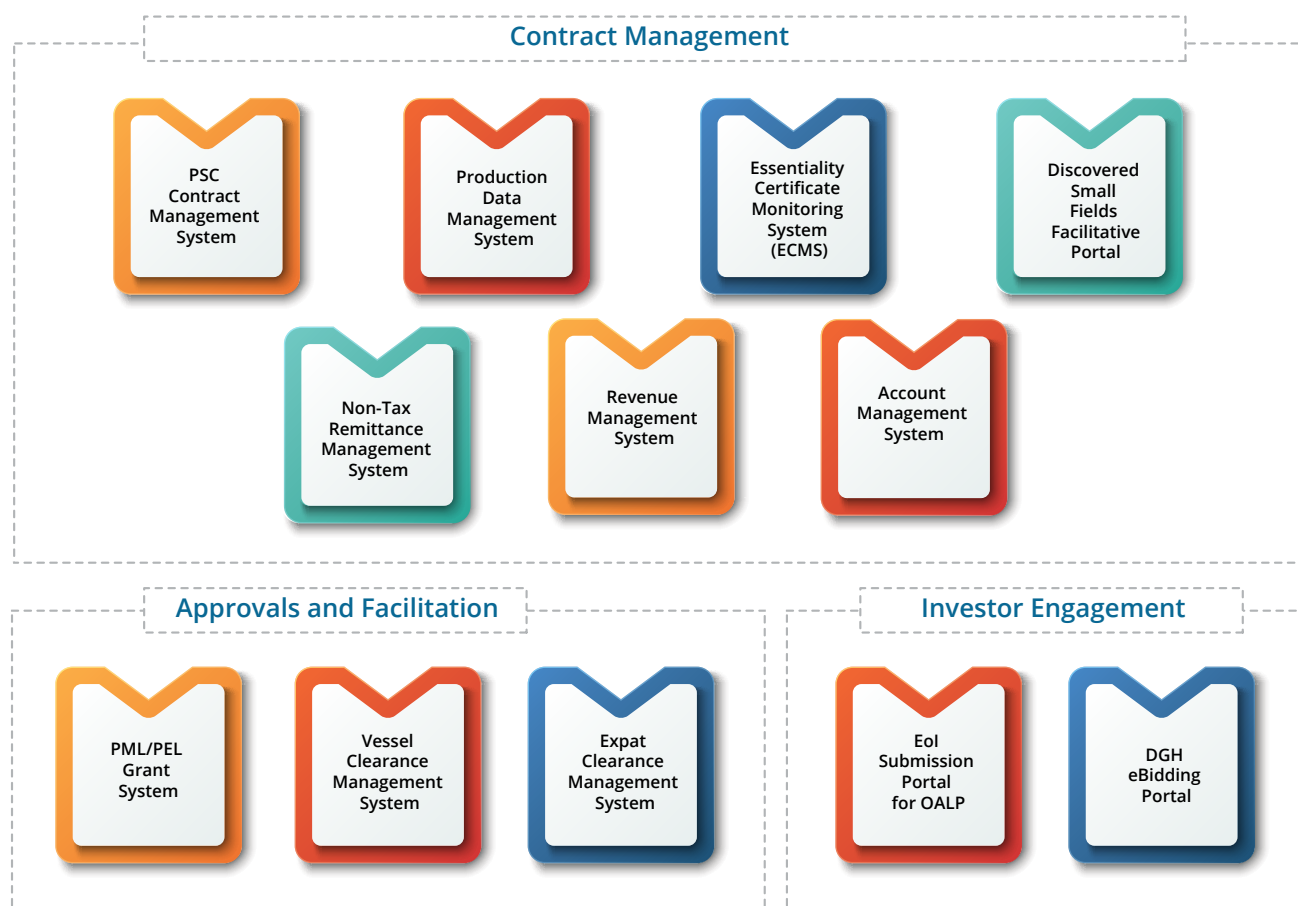 Contract Management
PSC
Contract
Management
System
Production
Data
Management
System
Essentiality
Certificate
Monitoring
System
(ECMS)
Discovered
Small
Fields
Facilitative
Portal
Non-Tax
Remittance
Management
System
Revenue
Management
System
Account
Management
System
Approvals and Facilitation
PML/PEL
Grant
System
Vessel
Clearance
Management
System
Expat
Clearance
Management
System
Investor Engagement
EoI
Submission
Portal
for OALP
DGH
eBidding
Portal